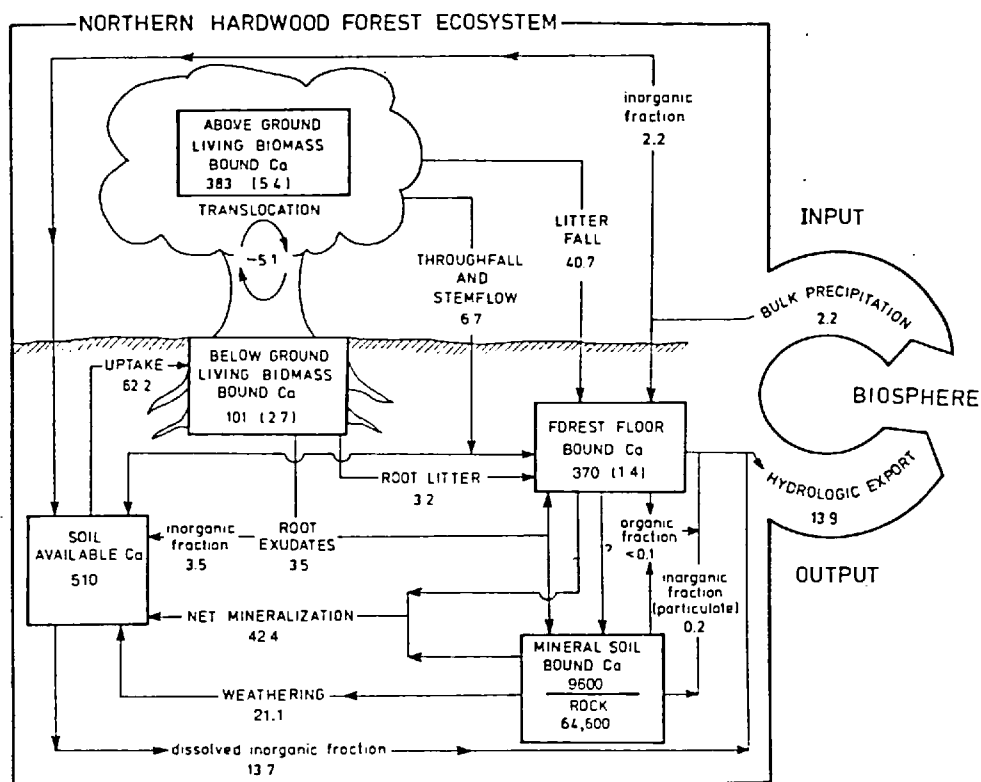 NORTHERN HARDWOOD FOREST ECOSYSTEM
inorganic
fraction
2.2
ABOVE GROUND
LIVING BIOMASS
BOUND Ca
383 (5 4)
TRANSLOCATION
~5 1
THROUGHFALL
AND
STEMFLOW
6 7
LITTER
FALL
40.7
INPUT
BULK PRECIPITATION
2.2
BIOSPHERE
UPTAKE
62 2
BELOW GROUND
LIVING BIOMASS
BOUND Ca
101 (2 7)
FOREST FLOOR
BOUND Ca
370 (1 4)
ROOT LITTER
3 2
HYDROLOGIC EXPORT
13 9
OUTPUT
SOIL
AVAILABLE Ca
510
inorganic
fraction
3.5
ROOT
EXUDATES
3 5
?
organic
fraction
<0.1
inorganic
fraction
(particulate)
0.2
NET MINERALIZATION
42 4
MINERAL SOIL
BOUND Ca
9600
ROCK
64,600
WEATHERING
21.1
dissolved inorganic fraction
13 7